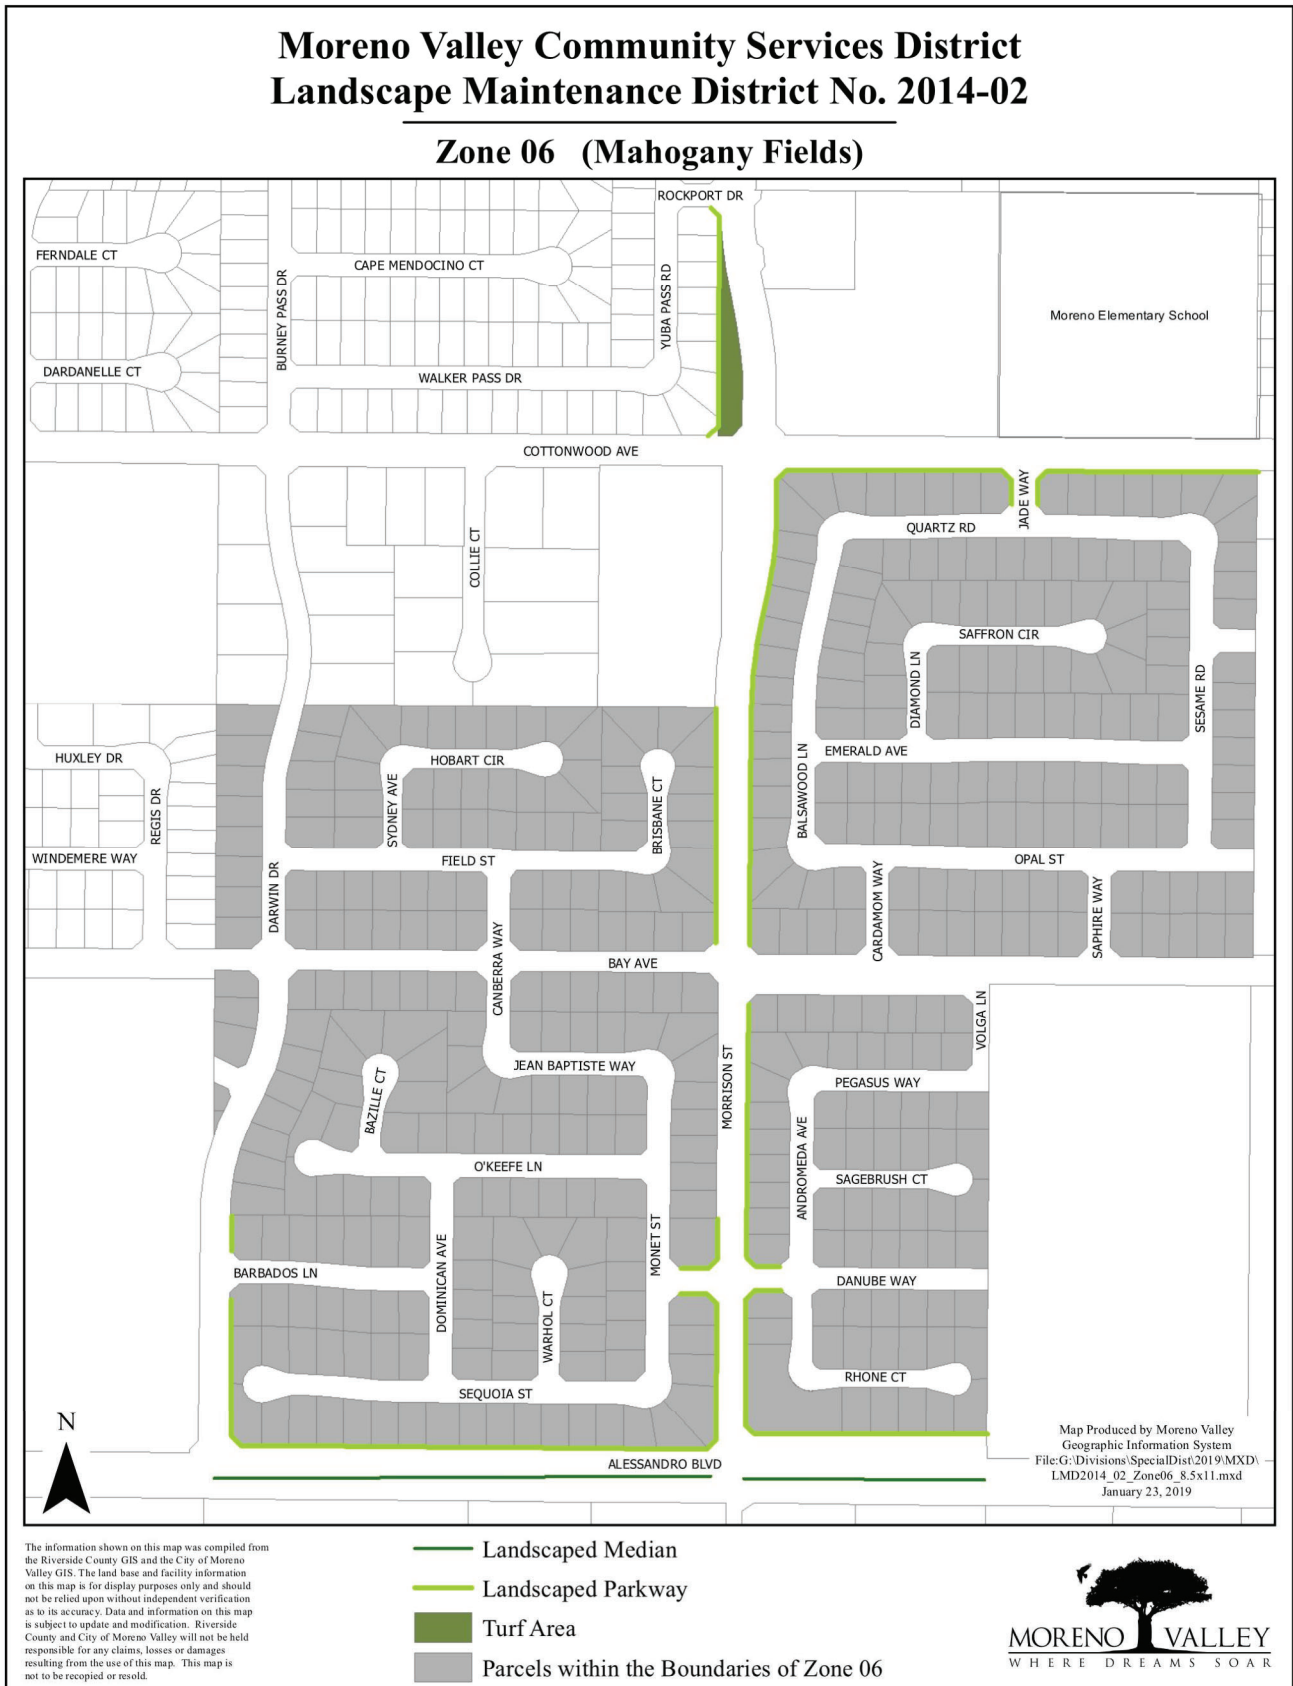 Moreno Valley Community Services District
Landscape Maintenance District No. 2014-02
Zone 06 (Mahogany Fields)
ROCKPORT DR
FERNDALE CT
CAPE MENDOCINO CT
BURNEY PASS DR
YUBA PASS RD
Moreno Elementary School
DARDANELLE CT
WALKER PASS DR
COTTONWOOD AVE
JADE WAY
QUARTZ RD
COLLIE CT
SAFFRON CIR
DIAMOND LN
SESAME RD
HUXLEY DR
HOBART CIR
EMERALD AVE
REGIS DR
SYDNEY AVE
BRISBANE CT
BALSAWOOD LN
WINDEMERE WAY
FIELD ST
OPAL ST
DARWIN DR
CARDAMOM WAY
SAPHIRE WAY
CANBERRA WAY
BAY AVE
VOLGA LN
JEAN BAPTISTE WAY
MORRISON ST
PEGASUS WAY
BAZILLE CT
ANDROMEDA AVE
O'KEEFE LN
SAGEBRUSH CT
MONET ST
BARBADOS LN
DOMINICAN AVE
DANUBE WAY
WARHOL CT
RHONE CT
SEQUOIA ST
N
ALESSANDRO BLVD
Map Produced by Moreno Valley
Geographic Information System
File:G:\Divisions\SpecialDist\2019\MXD\
LMD2014_02_Zone06_8.5x11.mxd
January 23, 2019
The information shown on this map was compiled from
the Riverside County GIS and the City of Moreno
Valley GIS. The land base and facility information
on this map is for display purposes only and should
not be relied upon without independent verification
as to its accuracy. Data and information on this map
is subject to update and modification. Riverside
County and City of Moreno Valley will not be held
responsible for any claims, losses or damages
resulting from the use of this map. This map is
not to be recopied or resold.
Landscaped Median
Landscaped Parkway
Turf Area
Parcels within the Boundaries of Zone 06
MORENO VALLEY
WHERE DREAMS SOAR